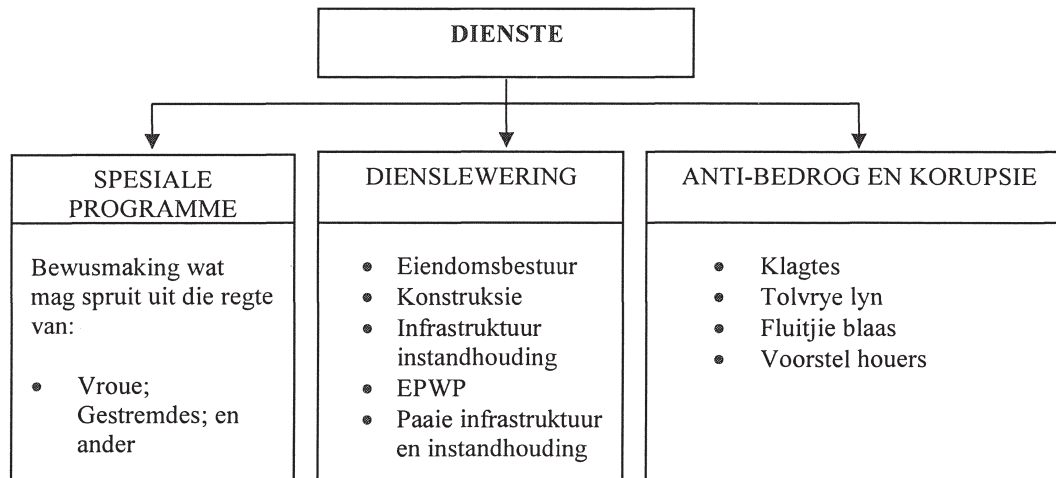 DIENSTE
SPESIALE
PROGRAMME
Bewusmaking wat
mag spruit uit die regte
van:
• Vroue;
Gestremdes; en
ander
DIENSLEWERING
• Eiendomsbestuur
• Konstruksie
• Infrastruktuur
instandhouding
• EPWP
• Paaie infrastruktuur
en instandhouding
ANTI-BEDROG EN KORUPSIE
• Klagtes
• Tolvrye lyn
• Fluitjie blaas
• Voorstel houers